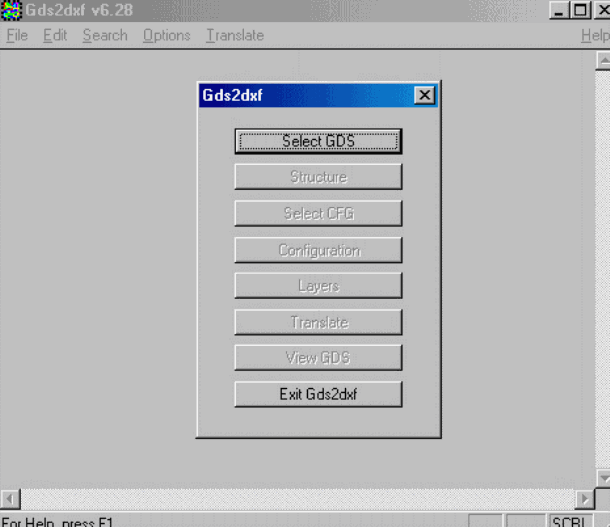 Gds2dxf v6.28
File Edit Search Options Translate Help
Gds2dxf
Select GDS
Structure
Select CFG
Configuration
Layers
Translate
View GDS
Exit Gds2dxf
For Help, press F1
SCRL